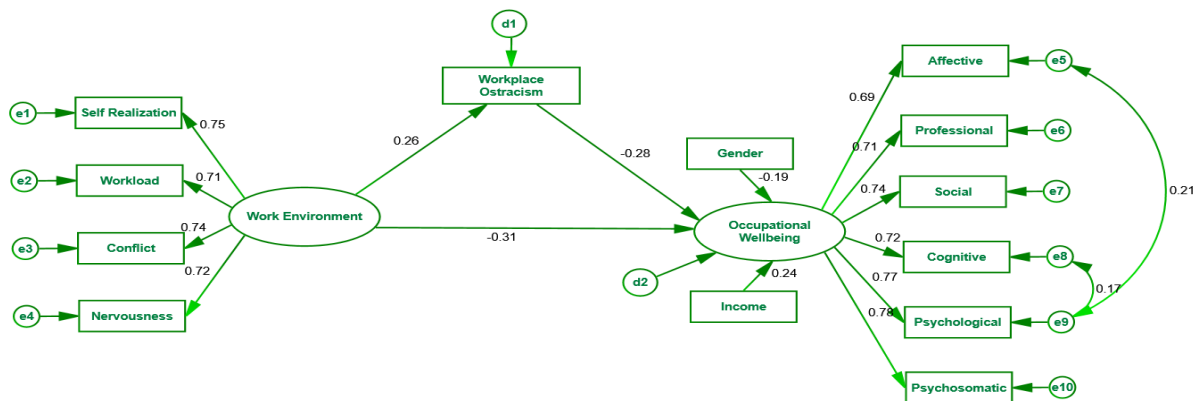 d1
Workplace
Ostracism
Affective
e5
e1
Self Realization
0.75
0.69
Professional
e6
0.26
-0.28
Gender
0.71
e2
Workload
0.71
-0.19
0.74
Social
e7
0.21
Work Environment
0.74
-0.31
Occupational
Wellbeing
0.72
e3
Conflict
Cognitive
e8
0.72
d2
0.24
0.77
0.17
e4
Nervousness
Income
0.78
Psychological
e9
Psychosomatic
e10